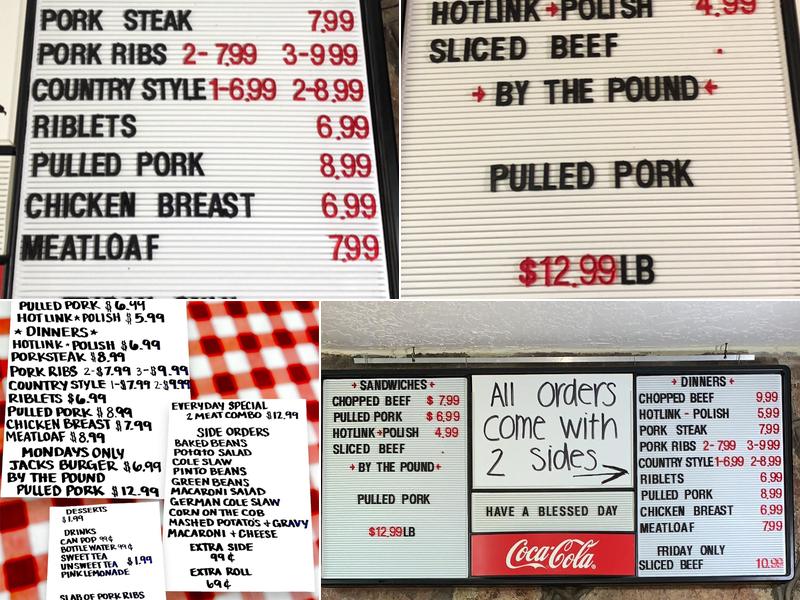 PORK STEAK 7.99
PORK RIBS 2-7.99 3-9.99
COUNTRY STYLE 1-6.99 2-8.99
RIBLETS 6.99
PULLED PORK 8.99
CHICKEN BREAST 6.99
MEATLOAF 7.99
HOTLINK+POLISH 4.99
SLICED BEEF
BY THE POUND
PULLED PORK
$12.99 LB
PULLED PORK $6.49
HOTLINK*POLISH $5.99
*DINNERS*
HOTLINK-POLISH $6.99
PORKSTEAK $8.99
PORK RIBS 2-$7.99 3-$9.99
COUNTRY STYLE 1-$7.99 2-$9.99
RIBLETS $6.99
PULLED PORK $8.99
CHICKEN BREAST $7.99
MEATLOAF $8.99
MONDAYS ONLY
JACKS BURGER $6.99
BY THE POUND
PULLED PORK $12.99
DESSERTS
$1.99
DRINKS
CAN POP 99¢
BOTTLE WATER 99¢
SWEET TEA
UNSWEET TEA $1.99
PINK LEMONADE
SLAB OF PORK RIBS
EVERYDAY SPECIAL
2 MEAT COMBO $12.99
SIDE ORDERS
BAKED BEANS
POTATO SALAD
COLE SLAW
PINTO BEANS
GREEN BEANS
MACARONI SALAD
GERMAN COLE SLAW
CORN ON THE COB
MASHED POTATO'S + GRAVY
MACARONI + CHEESE
EXTRA SIDE
99¢
EXTRA ROLL
69¢
SANDWICHES
CHOPPED BEEF $ 7.99
PULLED PORK $ 6.99
HOTLINK+POLISH 4.99
SLICED BEEF
BY THE POUND
PULLED PORK
$12.99 LB
All orders
come with
2 sides
HAVE A BLESSED DAY
Coca-Cola
DINNERS
CHOPPED BEEF 9.99
HOTLINK - POLISH 5.99
PORK STEAK 7.99
PORK RIBS 2-7.99 3-9.99
COUNTRY STYLE 1-6.99 2-8.99
RIBLETS 6.99
PULLED PORK 8.99
CHICKEN BREAST 6.99
MEATLOAF 7.99
FRIDAY ONLY
SLICED BEEF 10.99